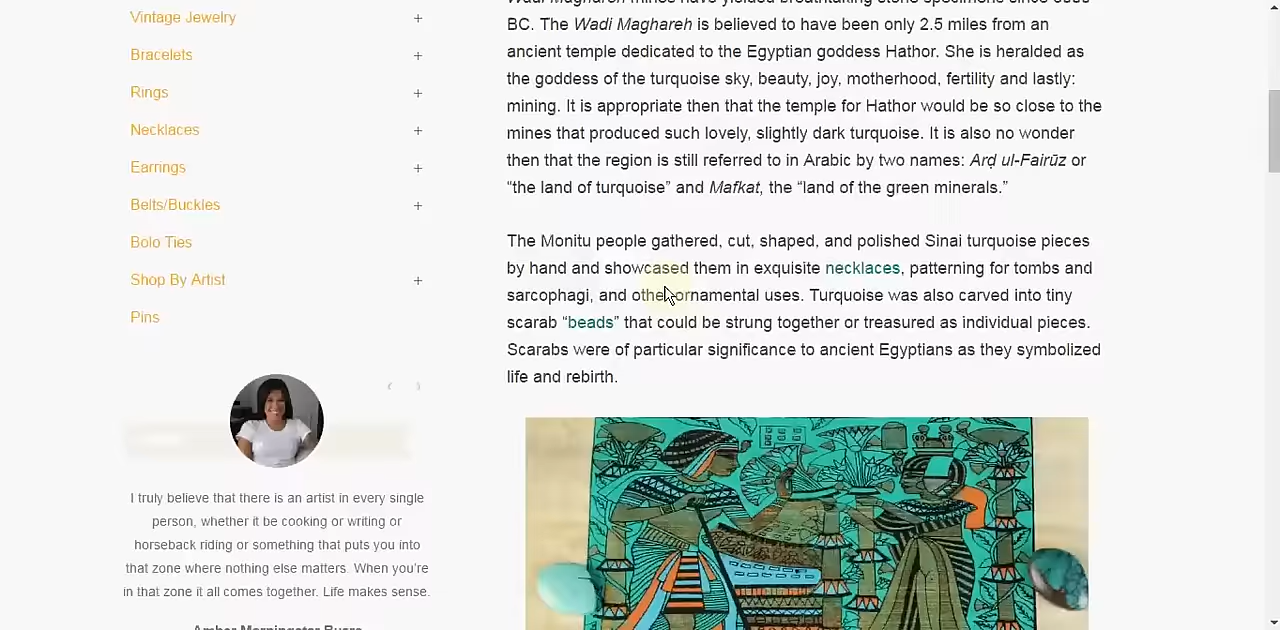 Vintage Jewelry +
Bracelets +
Rings +
Necklaces +
Earrings +
Belts/Buckles +
Bolo Ties
Shop By Artist +
Pins
I truly believe that there is an artist in every single
person, whether it be cooking or writing or
horseback riding or something that puts you into
that zone where nothing else matters. When you're
in that zone it all comes together. Life makes sense.
BC. The Wadi Maghareh is believed to have been only 2.5 miles from an
ancient temple dedicated to the Egyptian goddess Hathor. She is heralded as
the goddess of the turquoise sky, beauty, joy, motherhood, fertility and lastly:
mining. It is appropriate then that the temple for Hathor would be so close to the
mines that produced such lovely, slightly dark turquoise. It is also no wonder
then that the region is still referred to in Arabic by two names: Arḍ ul-Fairūz or
“the land of turquoise” and Mafkat, the “land of the green minerals.”
The Monitu people gathered, cut, shaped, and polished Sinai turquoise pieces
by hand and showcased them in exquisite necklaces, patterning for tombs and
sarcophagi, and other ornamental uses. Turquoise was also carved into tiny
scarab “beads” that could be strung together or treasured as individual pieces.
Scarabs were of particular significance to ancient Egyptians as they symbolized
life and rebirth.